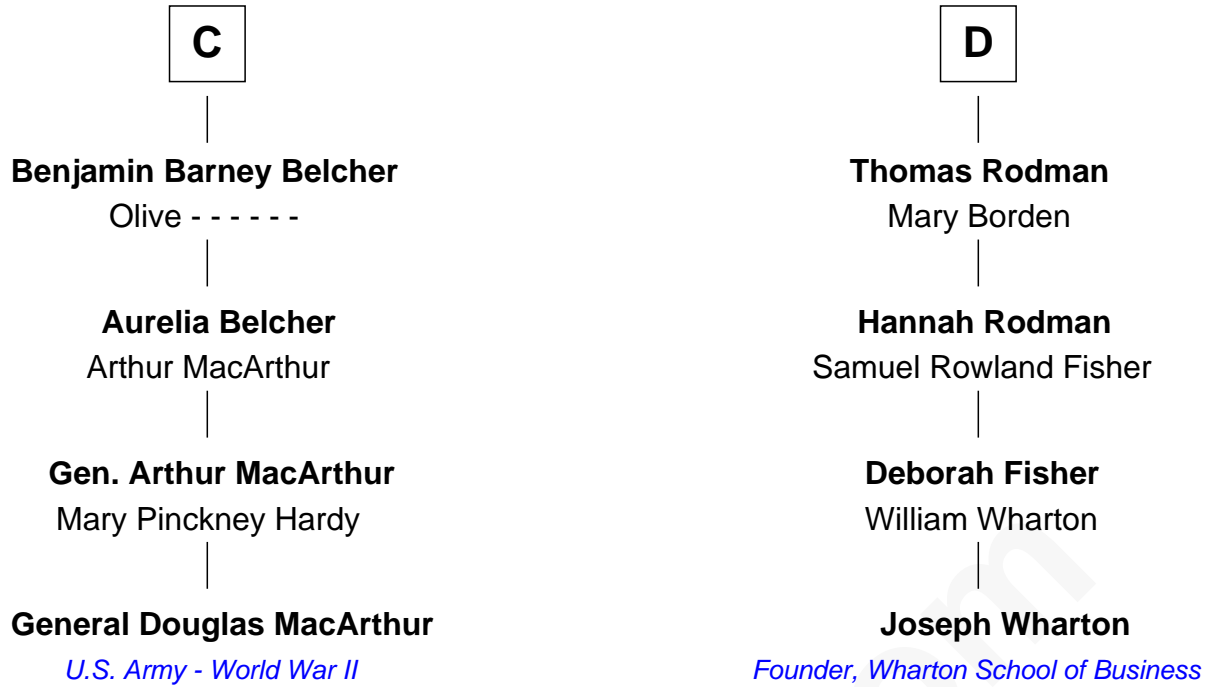 C
Benjamin Barney Belcher
Olive - - - - - -
Aurelia Belcher
Arthur MacArthur
Gen. Arthur MacArthur
Mary Pinckney Hardy
General Douglas MacArthur
U.S. Army - World War II
D
Thomas Rodman
Mary Borden
Hannah Rodman
Samuel Rowland Fisher
Deborah Fisher
William Wharton
Joseph Wharton
Founder, Wharton School of Business